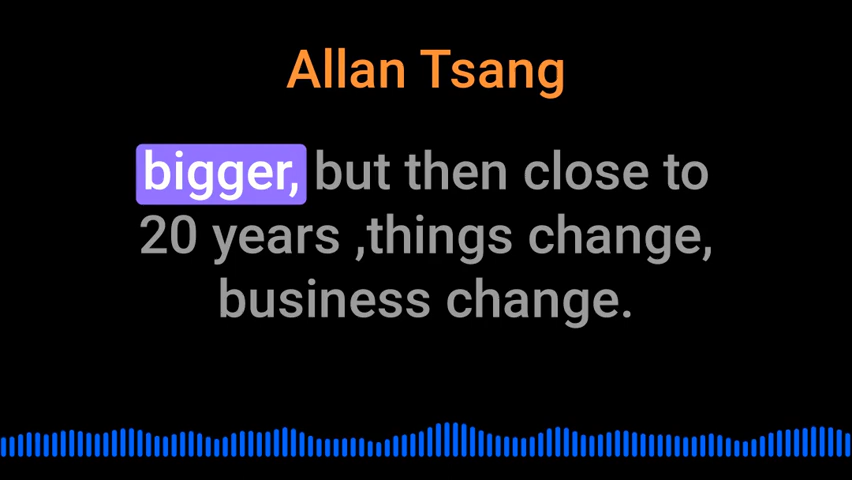 Allan Tsang
bigger, but then close to
20 years ,things change,
business change.